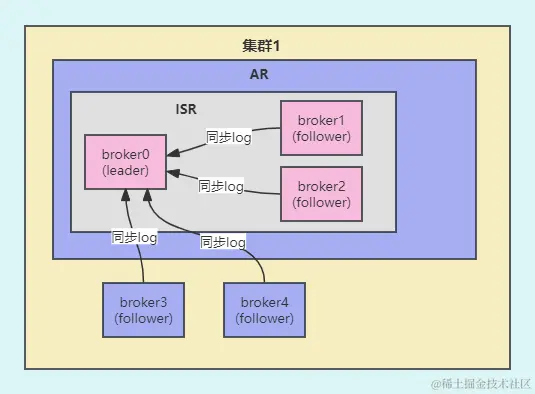 集群1
AR
ISR
broker0
(leader)
同步log
broker1
(follower)
同步log
broker2
(follower)
同步log
同步log
broker3
(follower)
broker4
(follower)
@稀土掘金技术社区